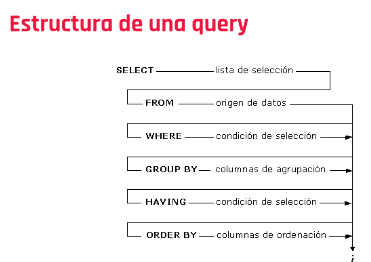 Estructura de una query
SELECT lista de selección
FROM origen de datos
WHERE condición de selección
GROUP BY columnas de agrupación
HAVING condición de selección
ORDER BY columnas de ordenación
;